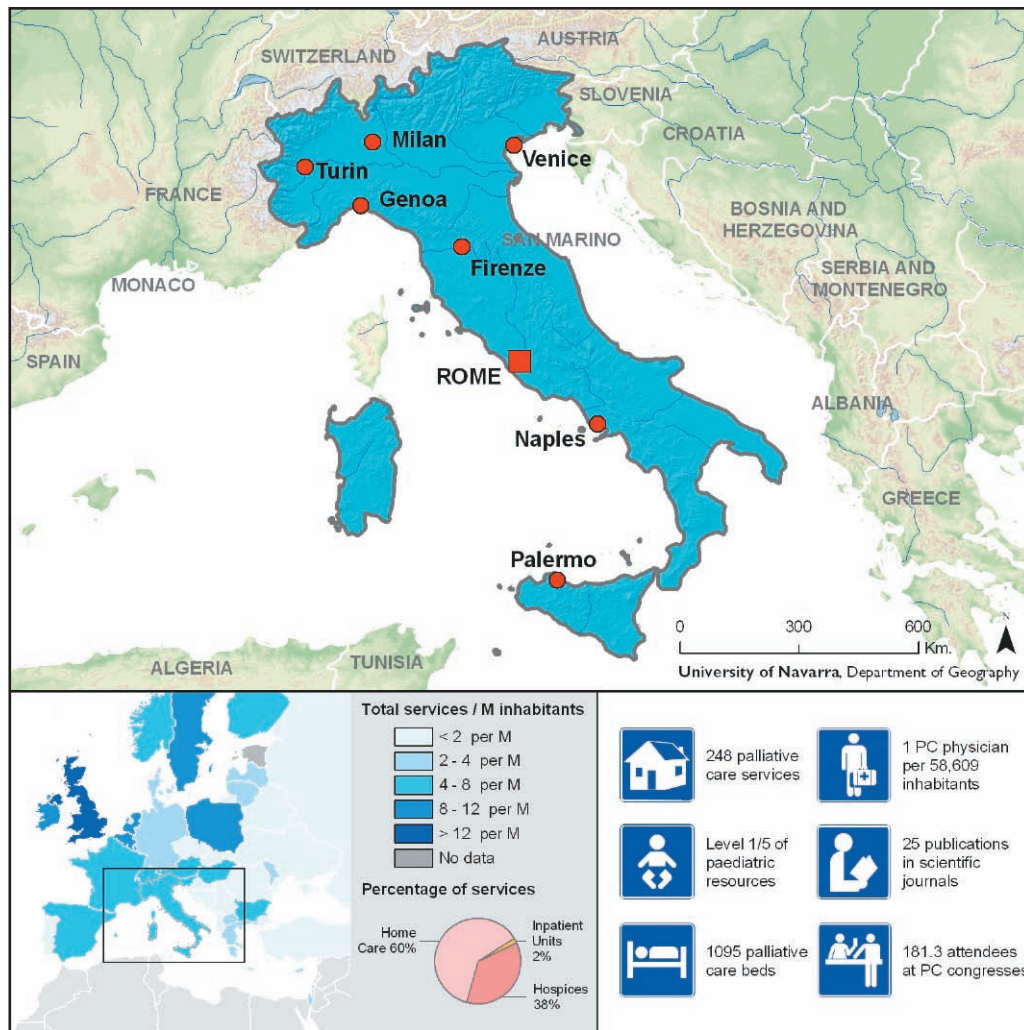 AUSTRIA
SWITZERLAND
SLOVENIA
CROATIA
Milan
Venice
Turin
FRANCE
Genoa
BOSNIA AND
HERZEGOVINA
SAN MARINO
Firenze
SERBIA AND
MONTENEGRO
MONACO
SPAIN
ROME
ALBANIA
Naples
GREECE
Palermo
0 300 600
Km.
N
ALGERIA
TUNISIA
University of Navarra, Department of Geography
Total services / M inhabitants
< 2 per M
2 - 4 per M
4 - 8 per M
8 - 12 per M
> 12 per M
No data
Percentage of services
Home
Care 60%
Inpatient
Units
2%
Hospices
38%
248 palliative
care services
1 PC physician
per 58,609
inhabitants
Level 1/5 of
paediatric
resources
25 publications
in scientific
journals
1095 palliative
care beds
181.3 attendees
at PC congresses